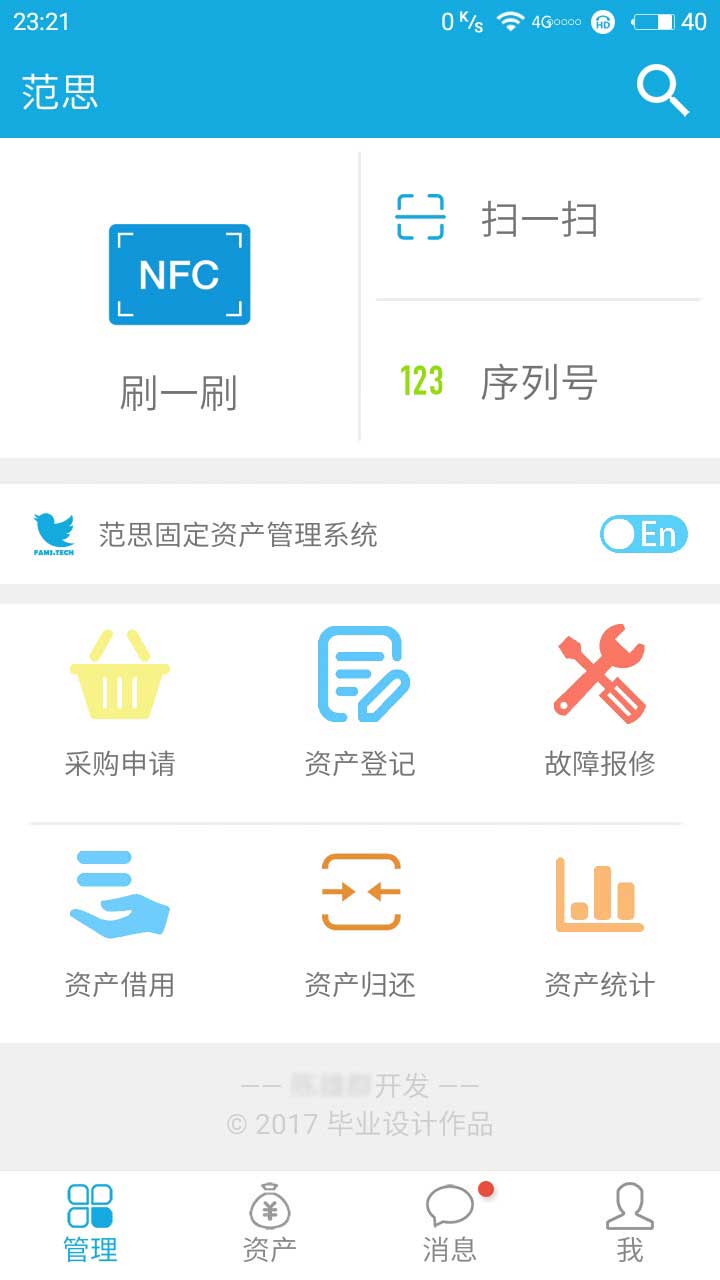 23:21
0 K/s 4G HD 40
范思
NFC
刷一刷
扫一扫
123 序列号
FAMS.TECH
范思固定资产管理系统
En
采购申请 资产登记 故障报修
资产借用 资产归还 资产统计
—— 开发 ——
© 2017 毕业设计作品
管理 资产 消息 我